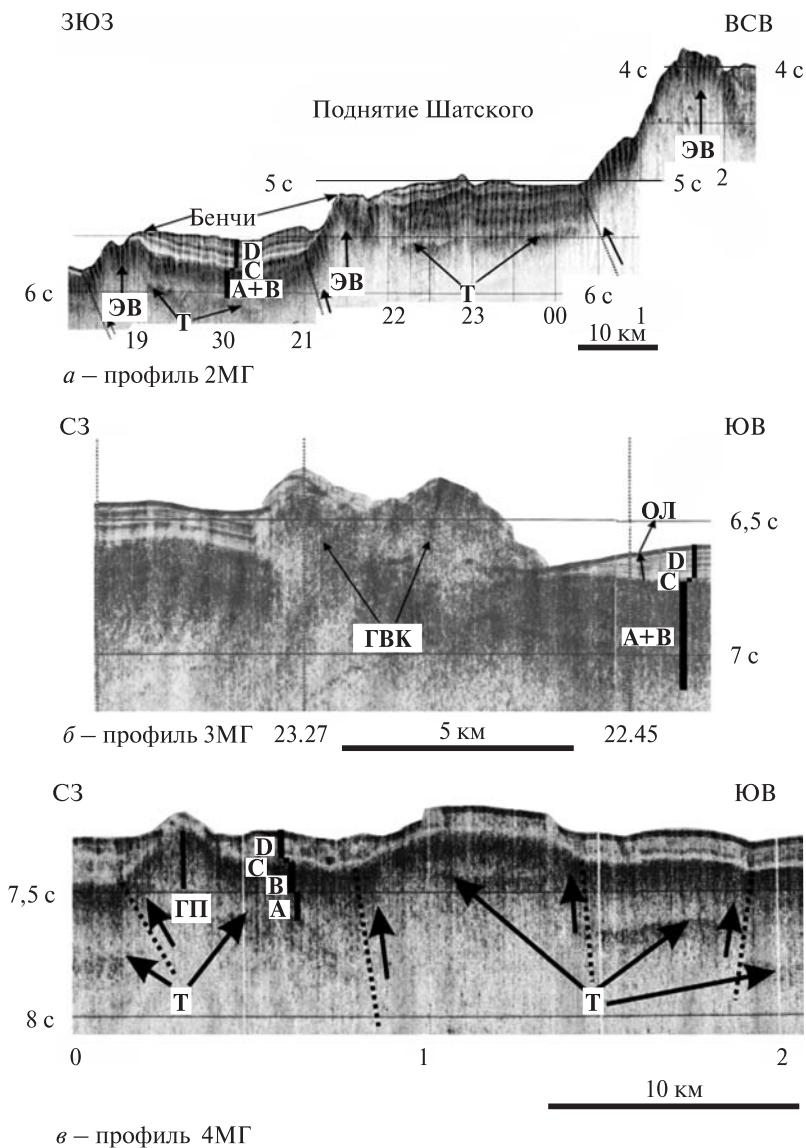 ЗЮЗ ВСВ
4 с 4 с
Поднятие Шатского
ЭВ
5 с 5 с 2
Бенчи
D
C
A+B
6 с ЭВ Т ЭВ Т 6 с
19 30 21 22 23 00 1
10 км
а – профиль 2МГ
СЗ ЮВ
ОЛ
6,5 с
D
C
ГВК A+B
7 с
б – профиль 3МГ 23.27 5 км 22.45
СЗ ЮВ
D
C
B
7,5 с ГП A
Т Т
8 с
0 1 2
10 км
в – профиль 4МГ